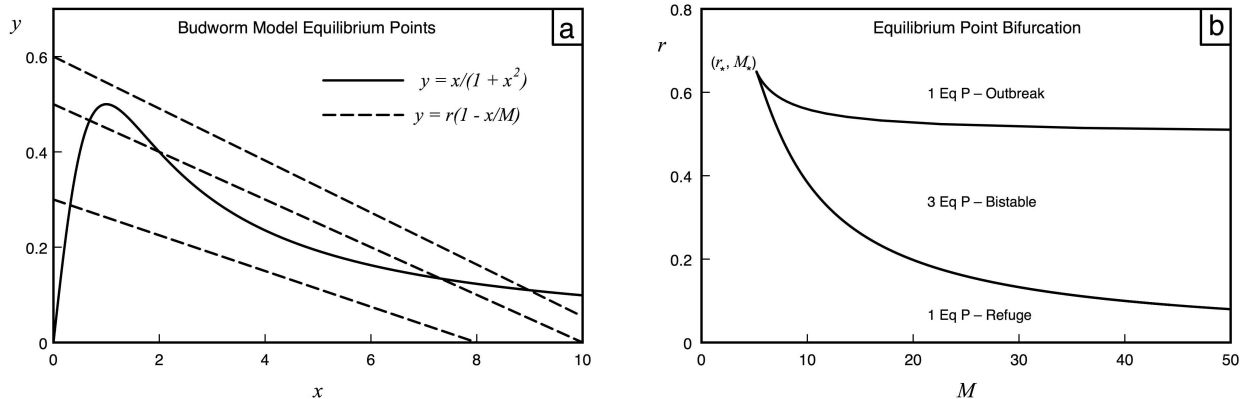 Budworm Model Equilibrium Points
a
y
0.6
0.4
0.2
0
y = x/(1 + x²)
y = r(1 - x/M)
0 2 4 6 8 10
x
Equilibrium Point Bifurcation
b
r
0.8
0.6
0.4
0.2
0
(r*, M*)
1 Eq P – Outbreak
3 Eq P – Bistable
1 Eq P – Refuge
0 10 20 30 40 50
M